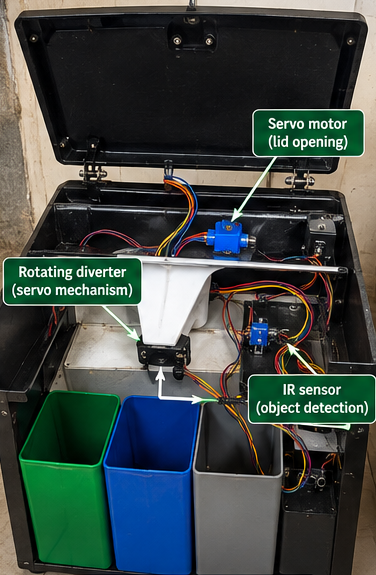 Servo motor
(lid opening)
Rotating diverter
(servo mechanism)
IR sensor
(object detection)